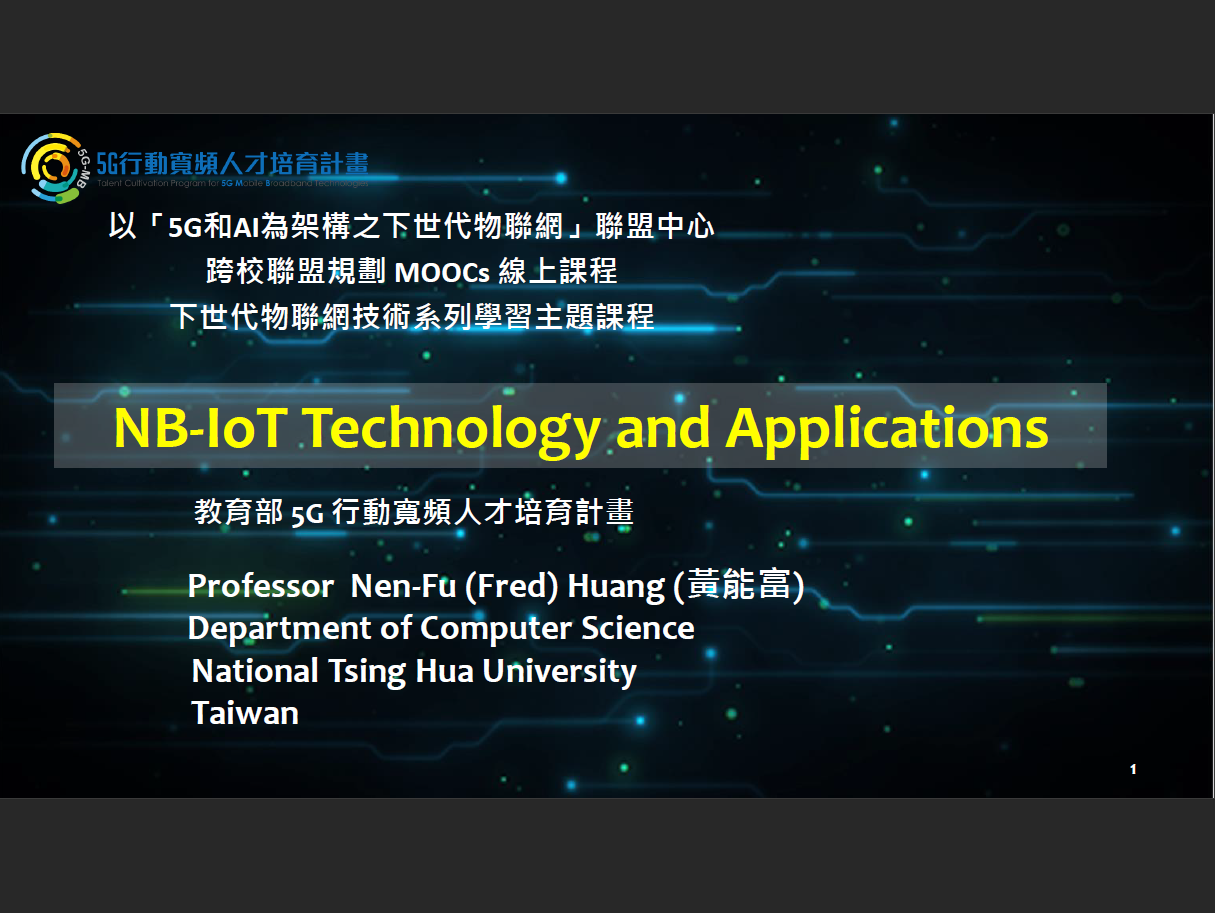 5G-MB
5G行動寬頻人才培育計畫
Talent Cultivation Program for 5G Mobile Broadband Technologies
以「5G和AI為架構之下世代物聯網」聯盟中心
跨校聯盟規劃 MOOCs 線上課程
下世代物聯網技術系列學習主題課程
NB-IoT Technology and Applications
教育部 5G 行動寬頻人才培育計畫
Professor Nen-Fu (Fred) Huang (黃能富)
Department of Computer Science
National Tsing Hua University
Taiwan
1